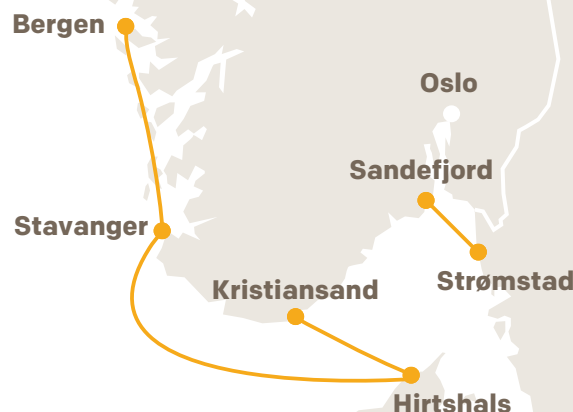 Bergen
Oslo
Sandefjord
Stavanger
Kristiansand
Strømstad
Hirtshals